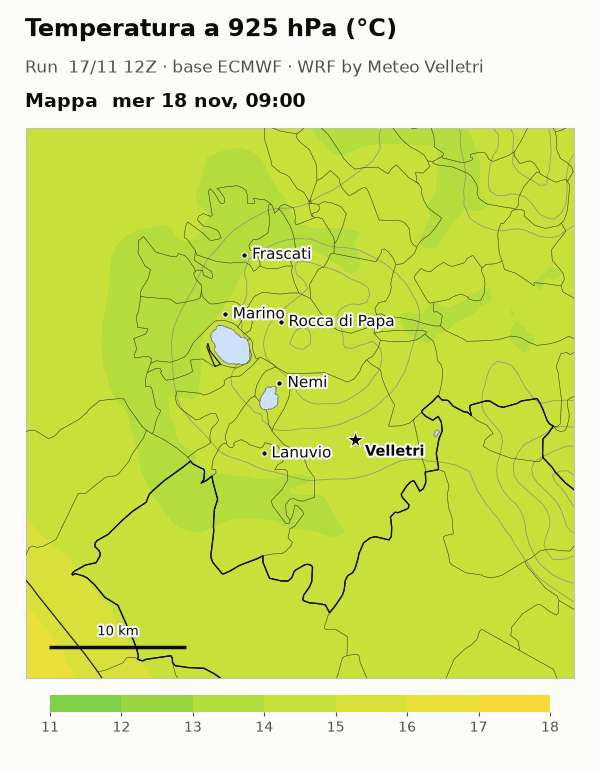 Temperatura a 925 hPa (°C)
Run  17/11 12Z · base ECMWF · WRF by Meteo Velletri
Mappa  mer 18 nov, 09:00
Frascati
Marino
Rocca di Papa
Nemi
Velletri
Lanuvio
10 km
11 12 13 14 15 16 17 18